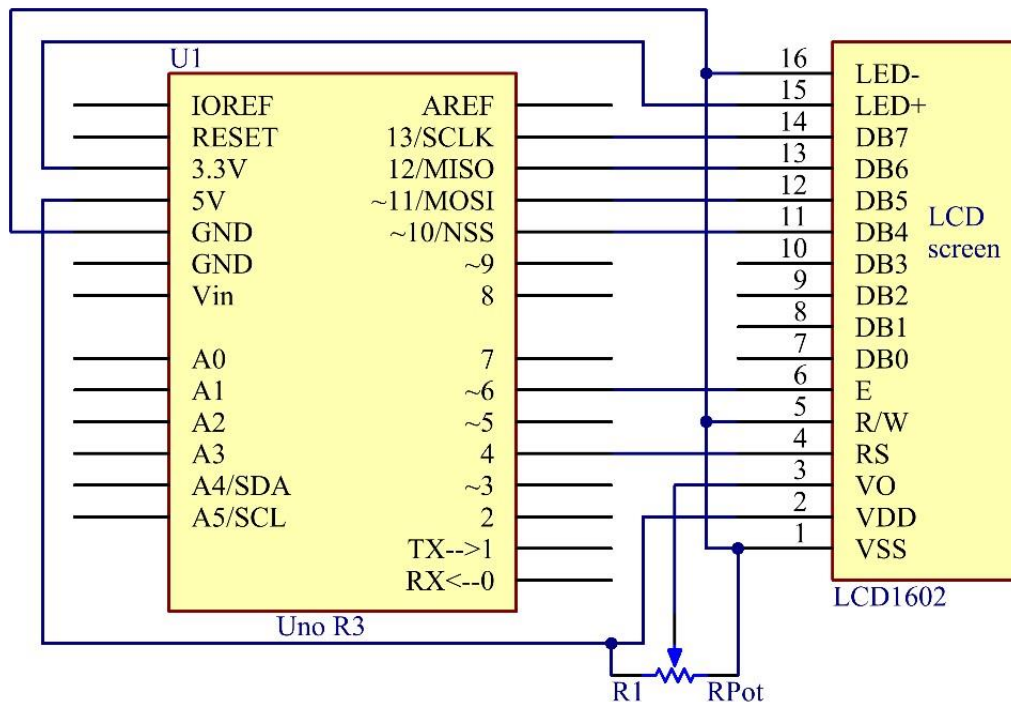 U1
IOREF
RESET
3.3V
5V
GND
GND
Vin
A0
A1
A2
A3
A4/SDA
A5/SCL
AREF
13/SCLK
12/MISO
~11/MOSI
~10/NSS
~9
8
7
~6
~5
4
~3
2
TX-->1
RX<--0
Uno R3
16 LED-
15 LED+
14 DB7
13 DB6
12 DB5
11 DB4
10 DB3
9 DB2
8 DB1
7 DB0
6 E
5 R/W
4 RS
3 VO
2 VDD
1 VSS
LCD
screen
LCD1602
R1
RPot